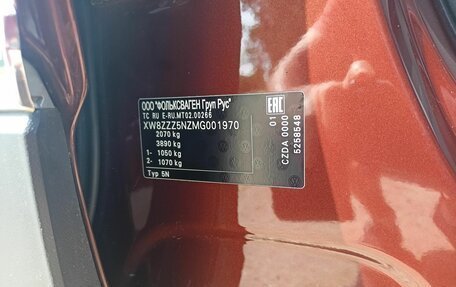 ООО "ФОЛЬКСВАГЕН Груп Рус"
ТС RU E-RU.MT02.00266
XW8ZZZ5NZMG001970
2070 kg
3890 kg
1- 1050 kg
2- 1070 kg
Typ 5N
EAC
01
CZDA 0000
5258548